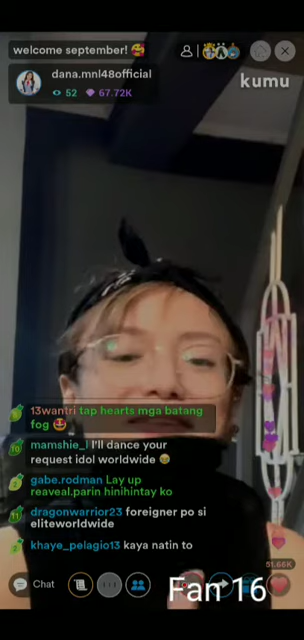 welcome september! 🥰
dana.mnl48official
52 67.72K
kumu
13wantri tap hearts mga batang
fog 🤩
mamshie_l I'll dance your
request idol worldwide
gabe.rodman Lay up
reaveal.parin hinihintay ko
dragonwarrior23 foreigner po si
eliteworldwide
khaye_pelagio13 kaya natin to
51.66K
Chat
Fan 16